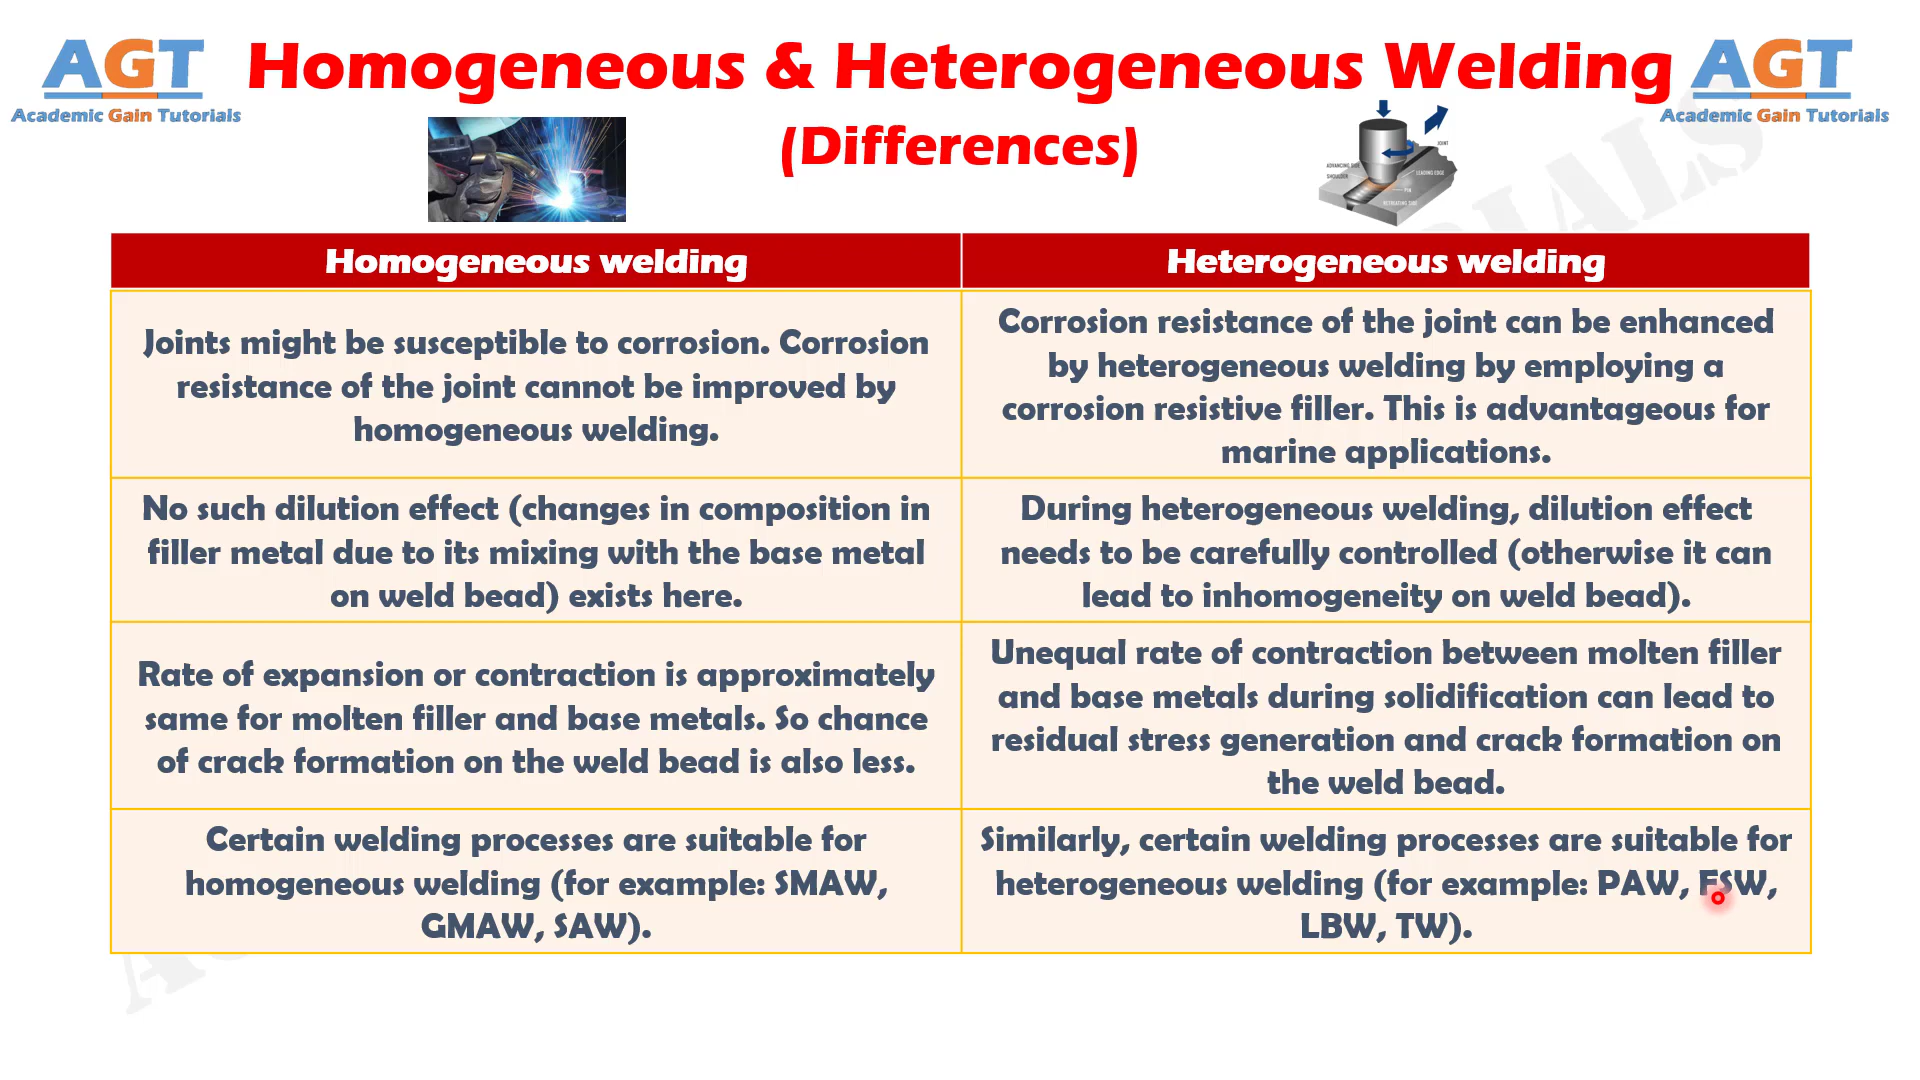 AGT
Academic Gain Tutorials
Homogeneous & Heterogeneous Welding
(Differences)
AGT
Academic Gain Tutorials
JOINT
ADVANCING SIDE
SHOULDER
LEADING EDGE
PIN
RETREATING SIDE
Homogeneous welding
Joints might be susceptible to corrosion. Corrosion
resistance of the joint cannot be improved by
homogeneous welding.
Heterogeneous welding
Corrosion resistance of the joint can be enhanced
by heterogeneous welding by employing a
corrosion resistive filler. This is advantageous for
marine applications.
No such dilution effect (changes in composition in
filler metal due to its mixing with the base metal
on weld bead) exists here.
During heterogeneous welding, dilution effect
needs to be carefully controlled (otherwise it can
lead to inhomogeneity on weld bead).
Rate of expansion or contraction is approximately
same for molten filler and base metals. So chance
of crack formation on the weld bead is also less.
Unequal rate of contraction between molten filler
and base metals during solidification can lead to
residual stress generation and crack formation on
the weld bead.
Certain welding processes are suitable for
homogeneous welding (for example: SMAW,
GMAW, SAW).
Similarly, certain welding processes are suitable for
heterogeneous welding (for example: PAW, FSW,
LBW, TW).